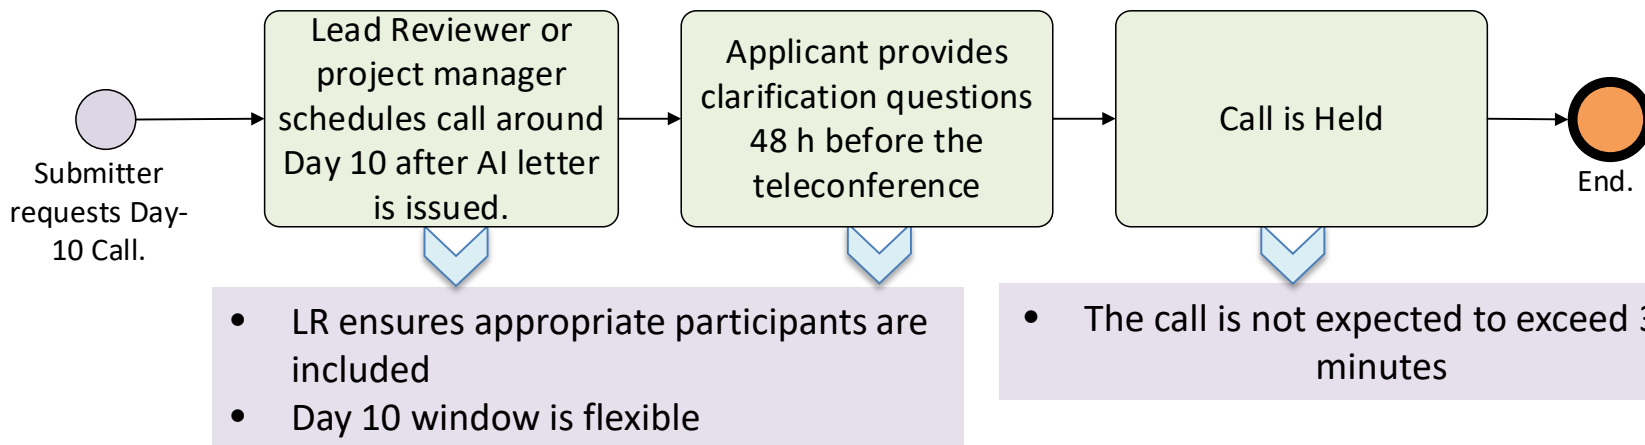 Submitter
requests Day-
10 Call.
Lead Reviewer or
project manager
schedules call around
Day 10 after AI letter
is issued.
Applicant provides
clarification questions
48 h before the
teleconference
Call is Held
End.
• LR ensures appropriate participants are
included
• Day 10 window is flexible
• The call is not expected to exceed
minutes